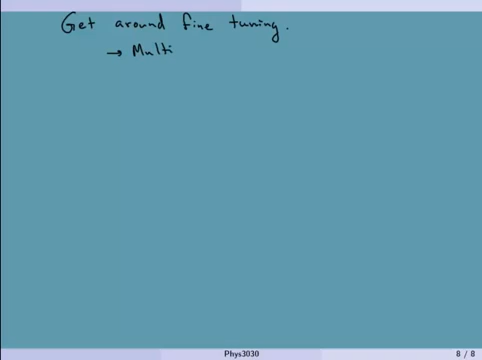 Get around fine tuning.
→ Multi
Phys3030
8 / 8